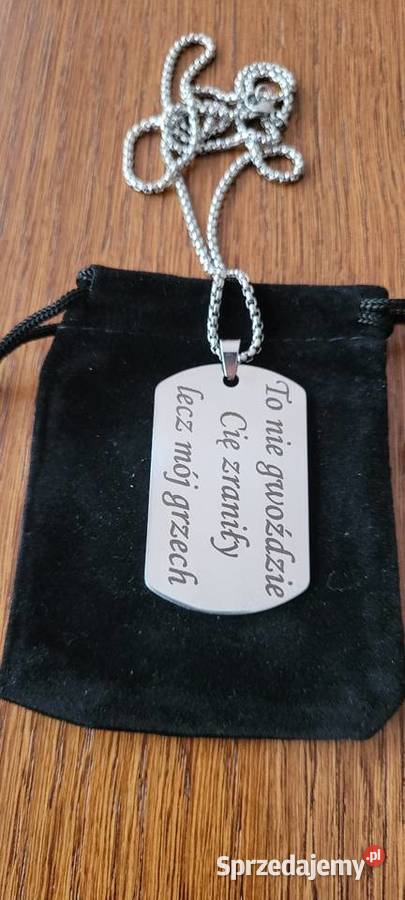 To nie gwoździe
Cię zraniły
lecz mój grzech
Sprzedajemy.pl